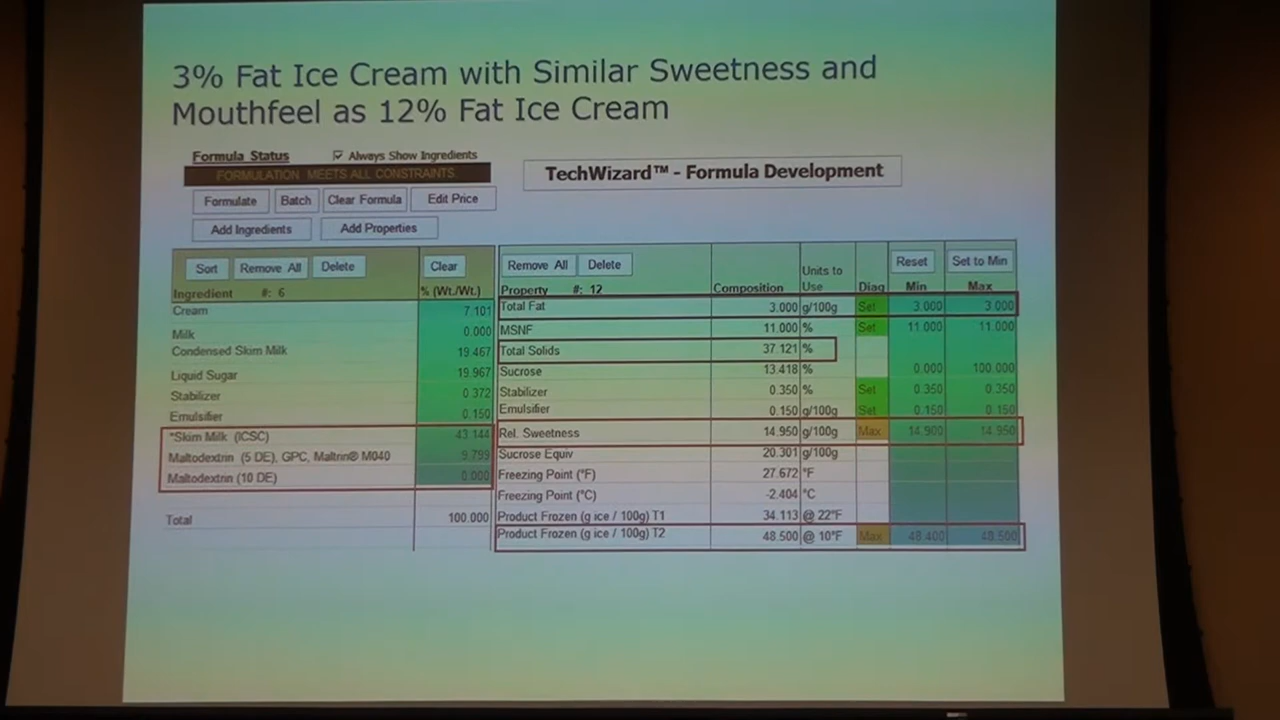 3% Fat Ice Cream with Similar Sweetness and
Mouthfeel as 12% Fat Ice Cream
Formula Status Always Show Ingredients
FORMULATION MEETS ALL CONSTRAINTS.
TechWizard™ - Formula Development
Formulate Batch Clear Formula Edit Price
Add Ingredients Add Properties
Sort Remove All Delete Clear
Ingredient #: 6 % (Wt./Wt.)
Cream 7.101
Milk 0.000
Condensed Skim Milk 19.467
Liquid Sugar 19.967
Stabilizer 0.372
Emulsifier 0.150
*Skim Milk (ICSC) 43.144
Maltodextrin (5 DE), GPC, Maltrin® M040 9.799
Maltodextrin (10 DE) 0.000
Total 100.000
Remove All Delete Reset Set to Min
Property #: 12 Composition Units to Use Diag Min Max
Total Fat 3.000 g/100g Set 3.000 3.000
MSNF 11.000 % Set 11.000 11.000
Total Solids 37.121 %
Sucrose 13.418 % 0.000 100.000
Stabilizer 0.350 % Set 0.350 0.350
Emulsifier 0.150 g/100g Set 0.150 0.150
Rel. Sweetness 14.950 g/100g Max 14.900 14.950
Sucrose Equiv 20.301 g/100g
Freezing Point (°F) 27.672 °F
Freezing Point (°C) -2.404 °C
Product Frozen (g ice / 100g) T1 34.113 @ 22°F
Product Frozen (g ice / 100g) T2 48.500 @ 10°F Max 48.400 48.500